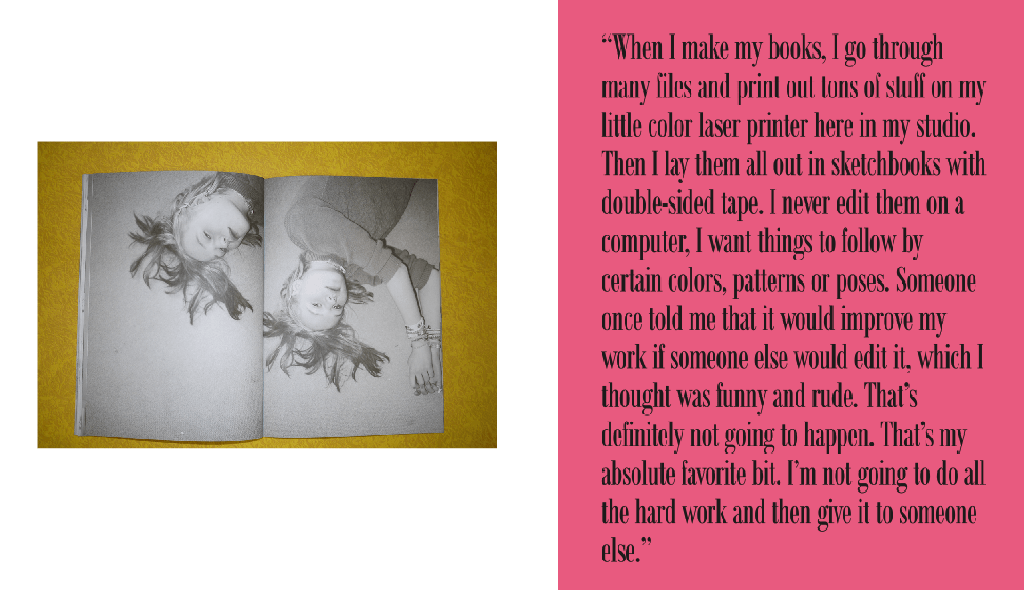 “When I make my books, I go through
many files and print out tons of stuff on my
little color laser printer here in my studio.
Then I lay them all out in sketchbooks with
double-sided tape. I never edit them on a
computer, I want things to follow by
certain colors, patterns or poses. Someone
once told me that it would improve my
work if someone else would edit it, which I
thought was funny and rude. That’s
definitely not going to happen. That’s my
absolute favorite bit. I’m not going to do all
the hard work and then give it to someone
else.”